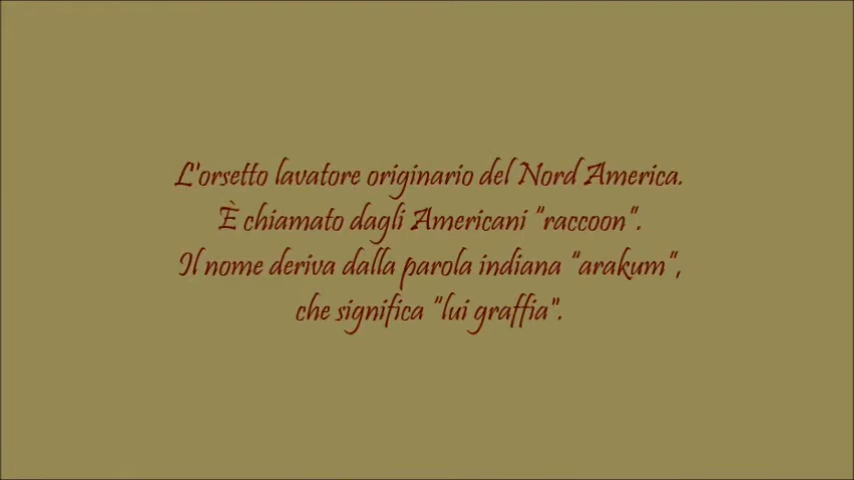 L'orsetto lavatore originario del Nord America.
È chiamato dagli Americani "raccoon".
Il nome deriva dalla parola indiana "arakum",
che significa "lui graffia".